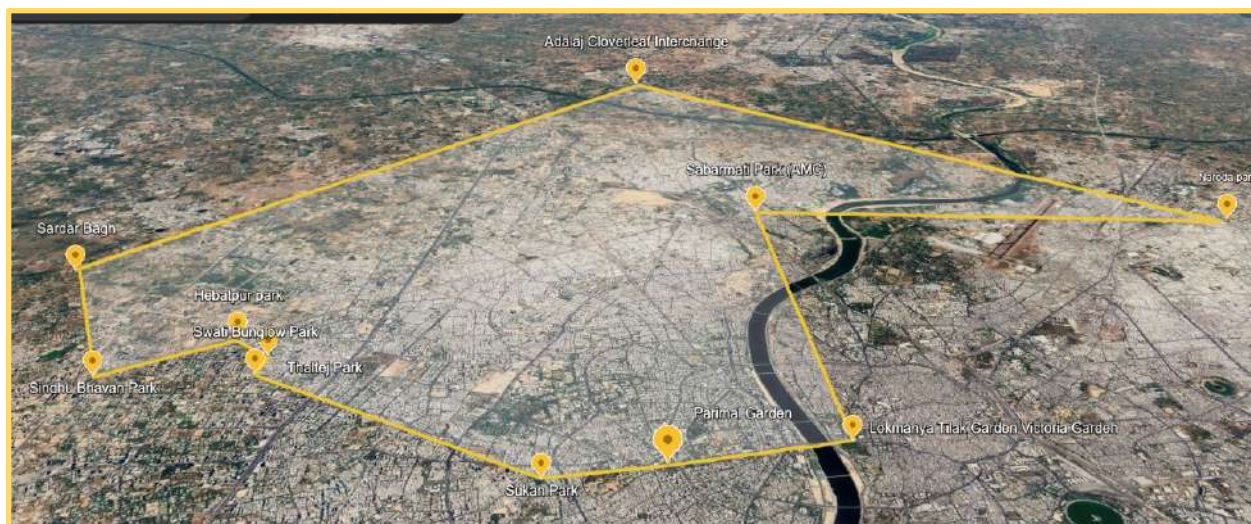 Adalaj Cloverleaf Interchange
Sabarmati Park (AMC)
Naroda par
Sardar Bagh
Hebatpur park
Swati Bunglow Park
Thaltej Park
Singhu Bhavan Park
Parimal Garden
Lokmanya Tilak Garden Victoria Garden
Sukan Park